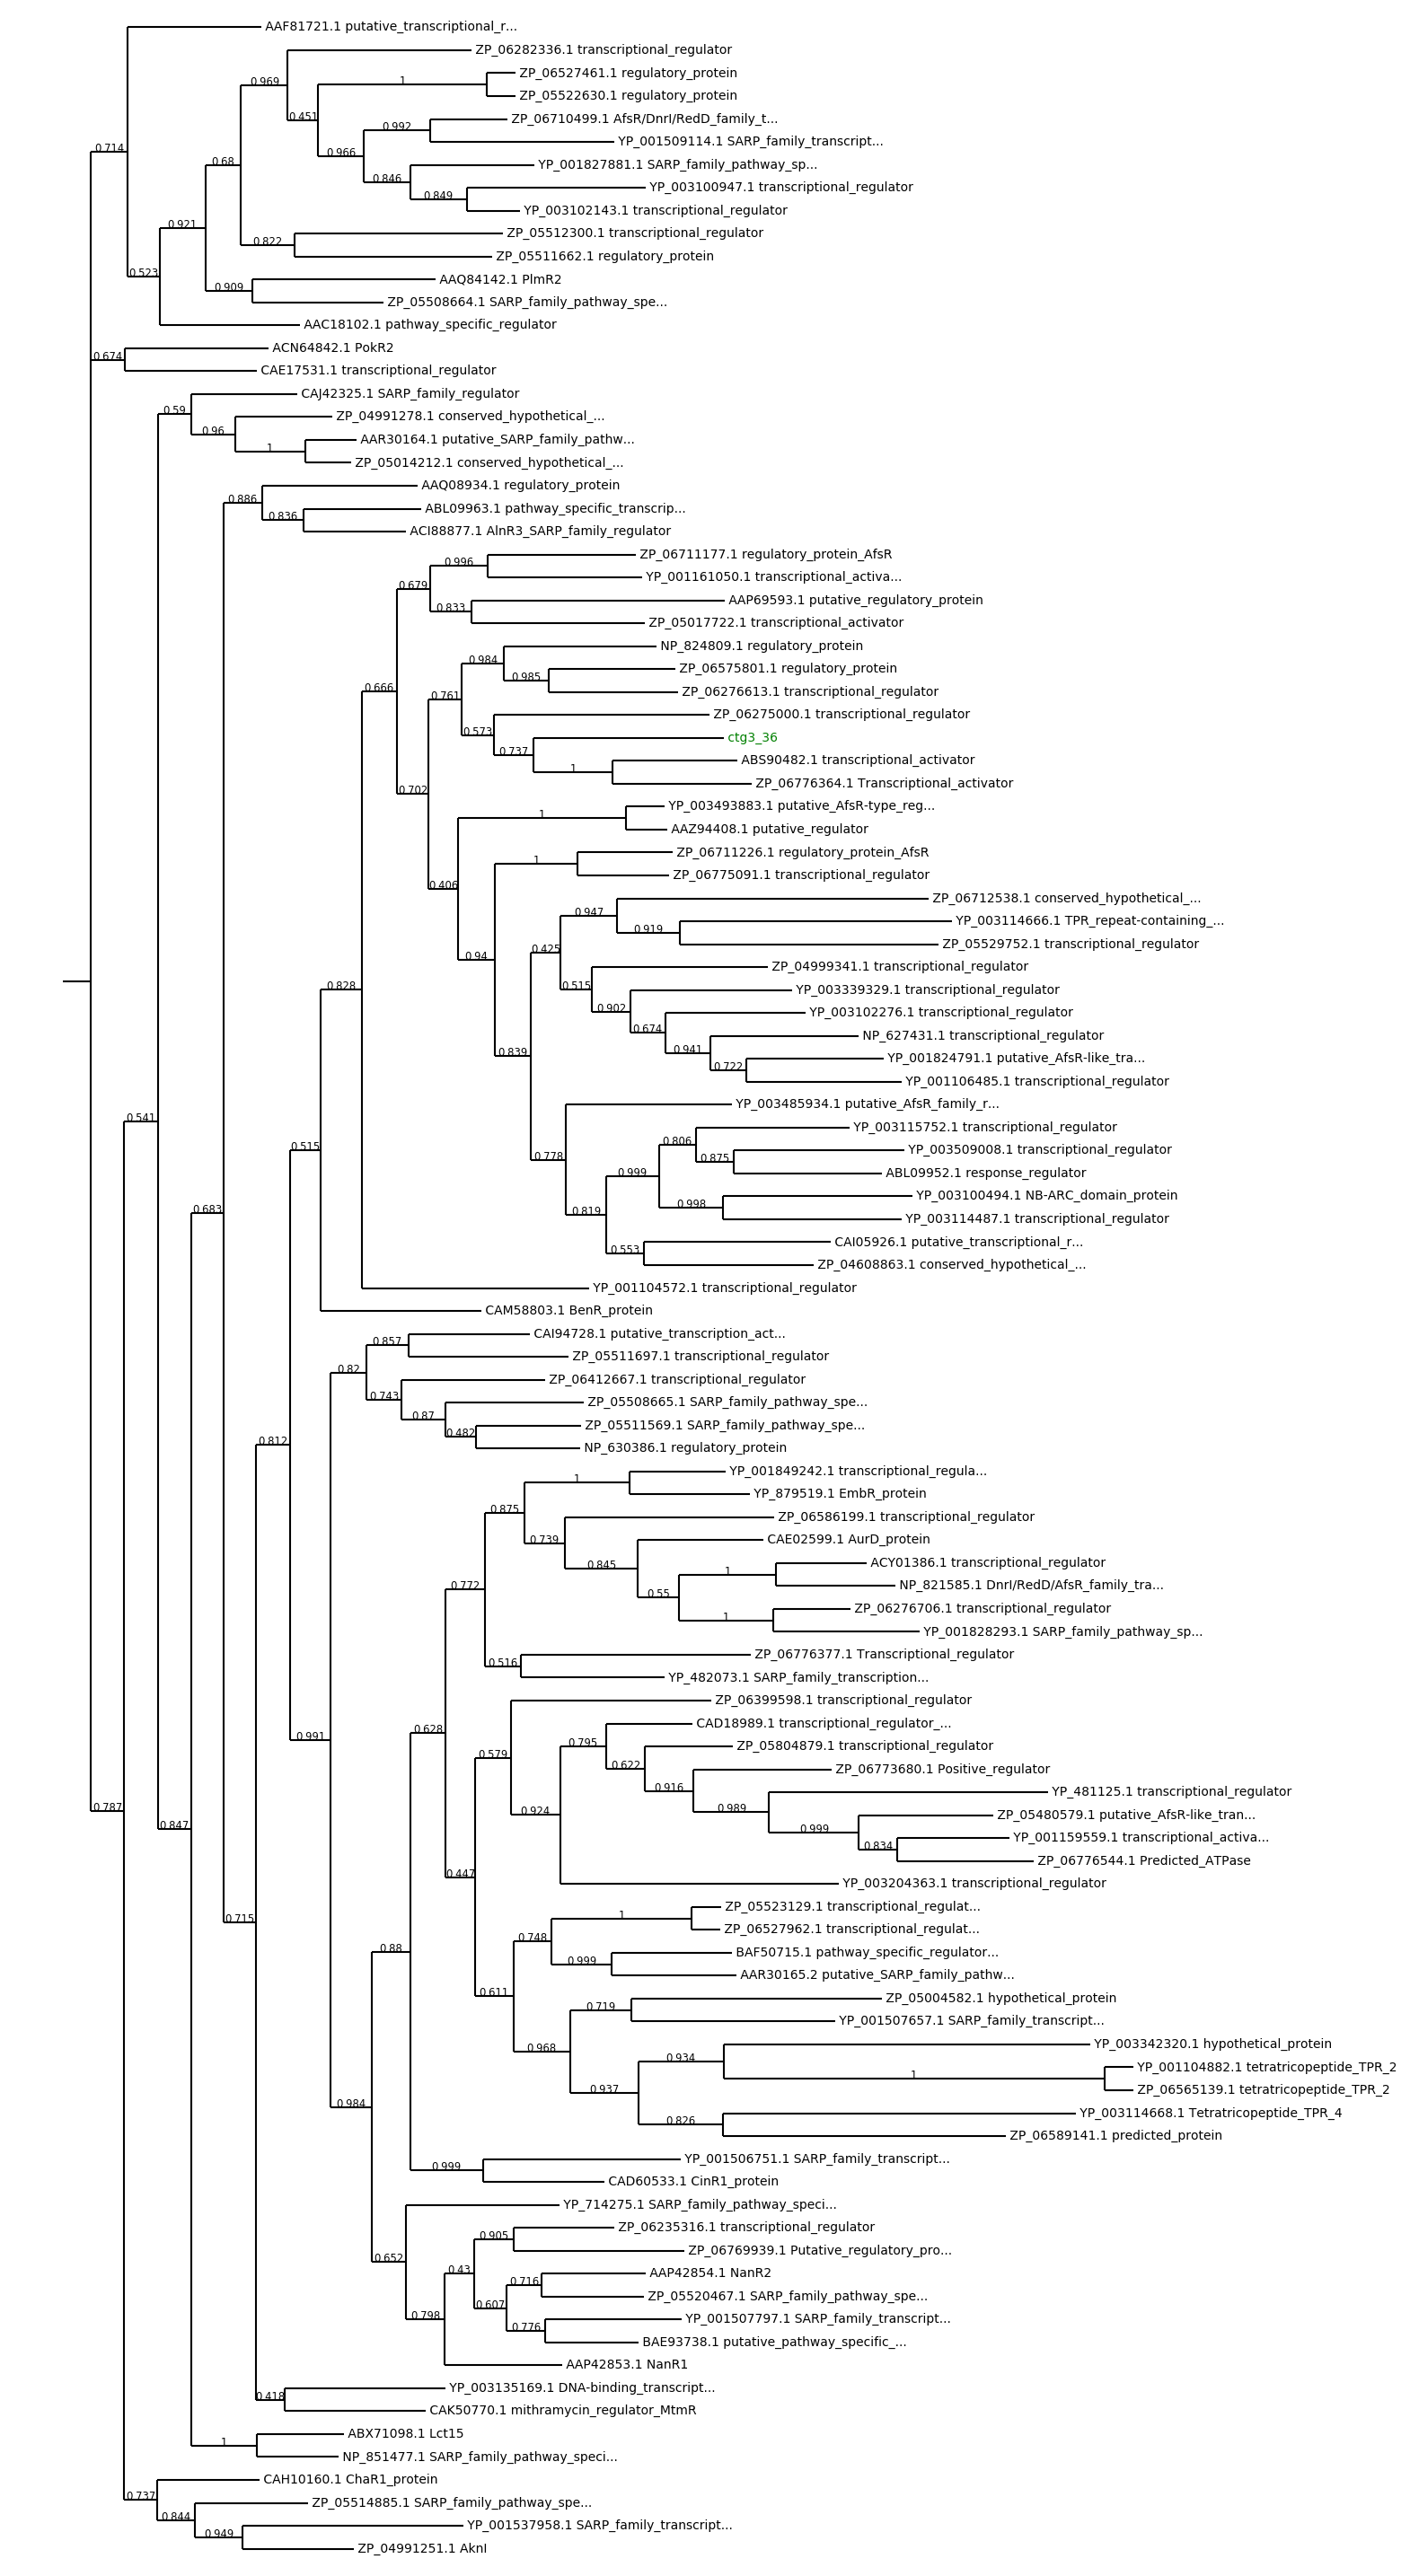 AAF81721.1 putative_transcriptional_r...
ZP_06282336.1 transcriptional_regulator
0.969
ZP_06527461.1 regulatory_protein
1
ZP_05522630.1 regulatory_protein
0.451
ZP_06710499.1 AfsR/DnrI/RedD_family_t...
0.992
YP_001509114.1 SARP_family_transcript...
0.714
0.966
0.68
YP_001827881.1 SARP_family_pathway_sp...
0.846
YP_003100947.1 transcriptional_regulator
0.849
YP_003102143.1 transcriptional_regulator
0.921
ZP_05512300.1 transcriptional_regulator
0.822
ZP_05511662.1 regulatory_protein
0.523
AAQ84142.1 PlmR2
0.909
ZP_05508664.1 SARP_family_pathway_spe...
AAC18102.1 pathway_specific_regulator
ACN64842.1 PokR2
0.674
CAE17531.1 transcriptional_regulator
CAJ42325.1 SARP_family_regulator
0.59
ZP_04991278.1 conserved_hypothetical_...
0.96
AAR30164.1 putative_SARP_family_pathw...
1
ZP_05014212.1 conserved_hypothetical_...
AAQ08934.1 regulatory_protein
0.886
ABL09963.1 pathway_specific_transcrip...
0.836
ACI88877.1 AlnR3_SARP_family_regulator
ZP_06711177.1 regulatory_protein_AfsR
0.996
YP_001161050.1 transcriptional_activa...
0.679
AAP69593.1 putative_regulatory_protein
0.833
ZP_05017722.1 transcriptional_activator
NP_824809.1 regulatory_protein
0.984
ZP_06575801.1 regulatory_protein
0.985
0.666
ZP_06276613.1 transcriptional_regulator
0.761
ZP_06275000.1 transcriptional_regulator
0.573
ctg3_36
0.737
ABS90482.1 transcriptional_activator
1
ZP_06776364.1 Transcriptional_activator
0.702
YP_003493883.1 putative_AfsR-type_reg...
1
AAZ94408.1 putative_regulator
ZP_06711226.1 regulatory_protein_AfsR
1
ZP_06775091.1 transcriptional_regulator
0.406
ZP_06712538.1 conserved_hypothetical_...
0.947
YP_003114666.1 TPR_repeat-containing_...
0.919
ZP_05529752.1 transcriptional_regulator
0.425
0.94
ZP_04999341.1 transcriptional_regulator
0.828
0.515
YP_003339329.1 transcriptional_regulator
0.902
YP_003102276.1 transcriptional_regulator
0.674
NP_627431.1 transcriptional_regulator
0.941
0.839
YP_001824791.1 putative_AfsR-like_tra...
0.722
YP_001106485.1 transcriptional_regulator
YP_003485934.1 putative_AfsR_family_r...
0.541
YP_003115752.1 transcriptional_regulator
0.806
0.515
YP_003509008.1 transcriptional_regulator
0.778
0.875
ABL09952.1 response_regulator
0.999
YP_003100494.1 NB-ARC_domain_protein
0.998
0.683
0.819
YP_003114487.1 transcriptional_regulator
CAI05926.1 putative_transcriptional_r...
0.553
ZP_04608863.1 conserved_hypothetical_...
YP_001104572.1 transcriptional_regulator
CAM58803.1 BenR_protein
CAI94728.1 putative_transcription_act...
0.857
ZP_05511697.1 transcriptional_regulator
0.82
ZP_06412667.1 transcriptional_regulator
0.743
ZP_05508665.1 SARP_family_pathway_spe...
0.87
ZP_05511569.1 SARP_family_pathway_spe...
0.482
0.812
NP_630386.1 regulatory_protein
YP_001849242.1 transcriptional_regula...
1
YP_879519.1 EmbR_protein
0.875
ZP_06586199.1 transcriptional_regulator
0.739
CAE02599.1 AurD_protein
0.845
ACY01386.1 transcriptional_regulator
1
0.772
NP_821585.1 DnrI/RedD/AfsR_family_tra...
0.55
ZP_06276706.1 transcriptional_regulator
1
YP_001828293.1 SARP_family_pathway_sp...
ZP_06776377.1 Transcriptional_regulator
0.516
YP_482073.1 SARP_family_transcription...
ZP_06399598.1 transcriptional_regulator
0.628
0.991
CAD18989.1 transcriptional_regulator_...
0.795
ZP_05804879.1 transcriptional_regulator
0.579
0.622
ZP_06773680.1 Positive_regulator
0.916
YP_481125.1 transcriptional_regulator
0.989
0.787
0.924
ZP_05480579.1 putative_AfsR-like_tran...
0.847
0.999
YP_001159559.1 transcriptional_activa...
0.834
ZP_06776544.1 Predicted_ATPase
0.447
YP_003204363.1 transcriptional_regulator
ZP_05523129.1 transcriptional_regulat...
1
0.715
ZP_06527962.1 transcriptional_regulat...
0.748
0.88
BAF50715.1 pathway_specific_regulator...
0.999
AAR30165.2 putative_SARP_family_pathw...
0.611
ZP_05004582.1 hypothetical_protein
0.719
YP_001507657.1 SARP_family_transcript...
0.968
YP_003342320.1 hypothetical_protein
0.934
YP_001104882.1 tetratricopeptide_TPR_2
1
0.937
ZP_06565139.1 tetratricopeptide_TPR_2
0.984
YP_003114668.1 Tetratricopeptide_TPR_4
0.826
ZP_06589141.1 predicted_protein
YP_001506751.1 SARP_family_transcript...
0.999
CAD60533.1 CinR1_protein
YP_714275.1 SARP_family_pathway_speci...
ZP_06235316.1 transcriptional_regulator
0.905
ZP_06769939.1 Putative_regulatory_pro...
0.652
0.43
AAP42854.1 NanR2
0.716
ZP_05520467.1 SARP_family_pathway_spe...
0.607
0.798
YP_001507797.1 SARP_family_transcript...
0.776
BAE93738.1 putative_pathway_specific_...
AAP42853.1 NanR1
YP_003135169.1 DNA-binding_transcript...
0.418
CAK50770.1 mithramycin_regulator_MtmR
ABX71098.1 Lct15
1
NP_851477.1 SARP_family_pathway_speci...
CAH10160.1 ChaR1_protein
0.737
ZP_05514885.1 SARP_family_pathway_spe...
0.844
YP_001537958.1 SARP_family_transcript...
0.949
ZP_04991251.1 AknI